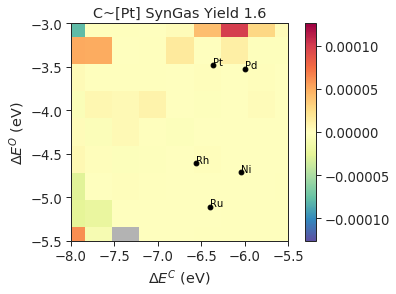 C~[Pt] SynGas Yield 1.6
−3.0
−3.5
−4.0
−4.5
−5.0
−5.5
ΔE^O (eV)
Pt
Pd
Rh
Ni
Ru
−8.0 −7.5 −7.0 −6.5 −6.0 −5.5
ΔE^C (eV)
0.00010
0.00005
0.00000
−0.00005
−0.00010